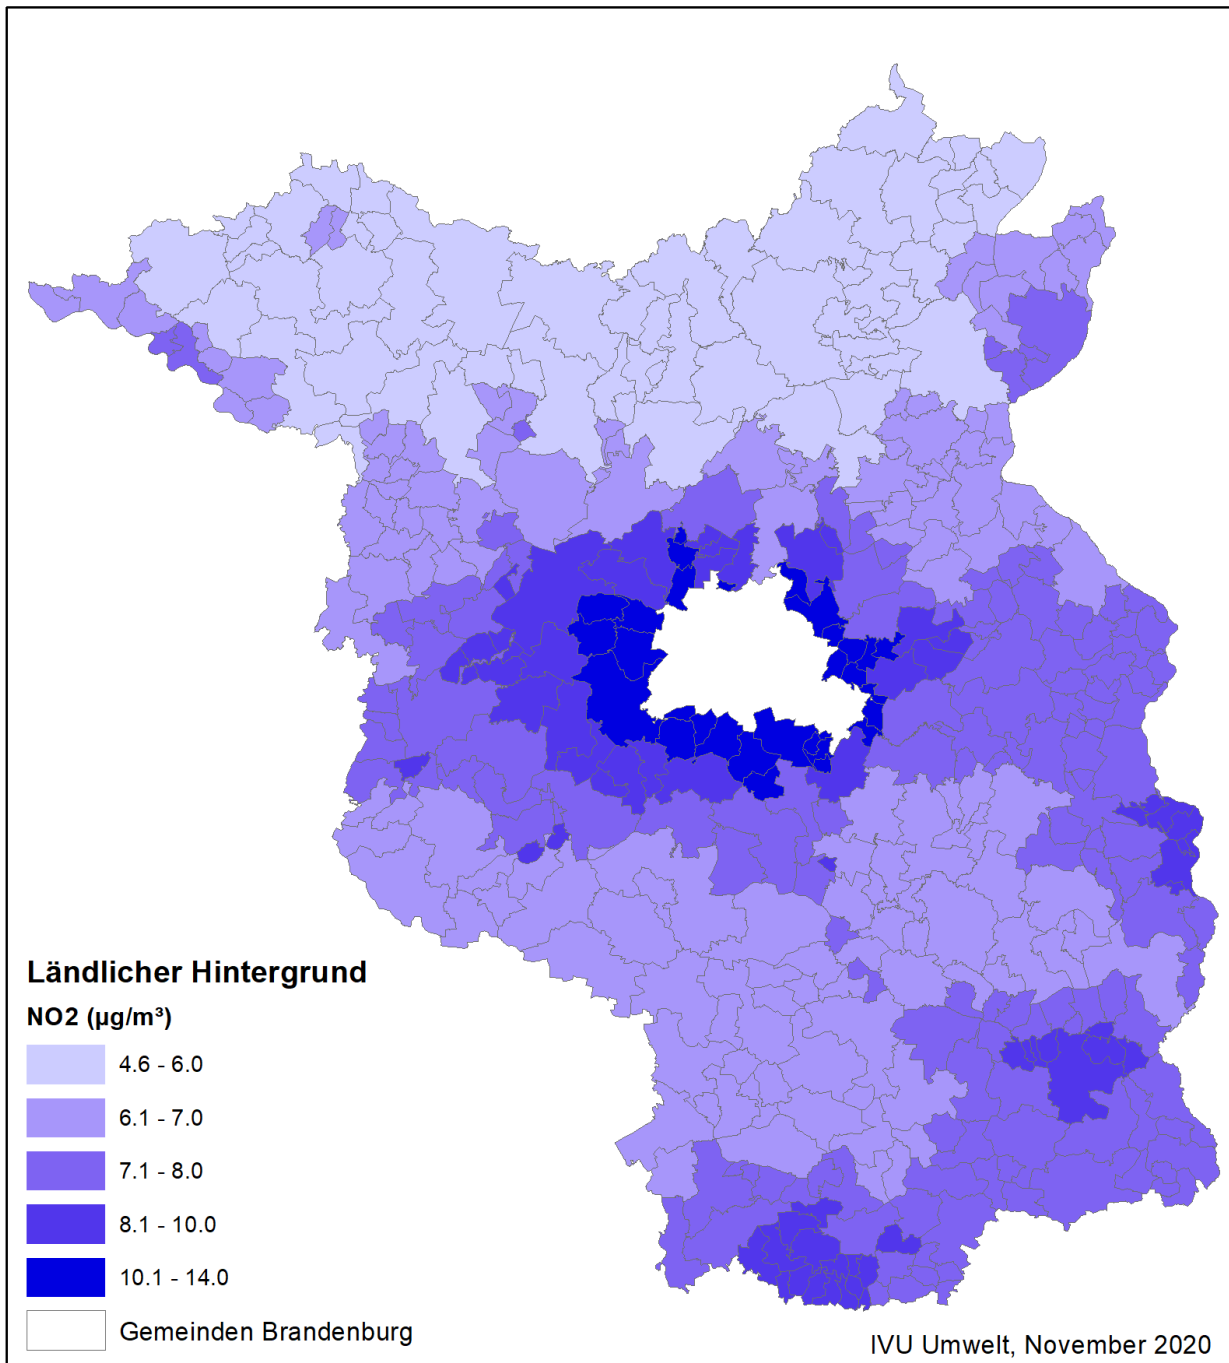 Ländlicher Hintergrund
NO2 (µg/m³)
4.6 - 6.0
6.1 - 7.0
7.1 - 8.0
8.1 - 10.0
10.1 - 14.0
Gemeinden Brandenburg
IVU Umwelt, November 2020